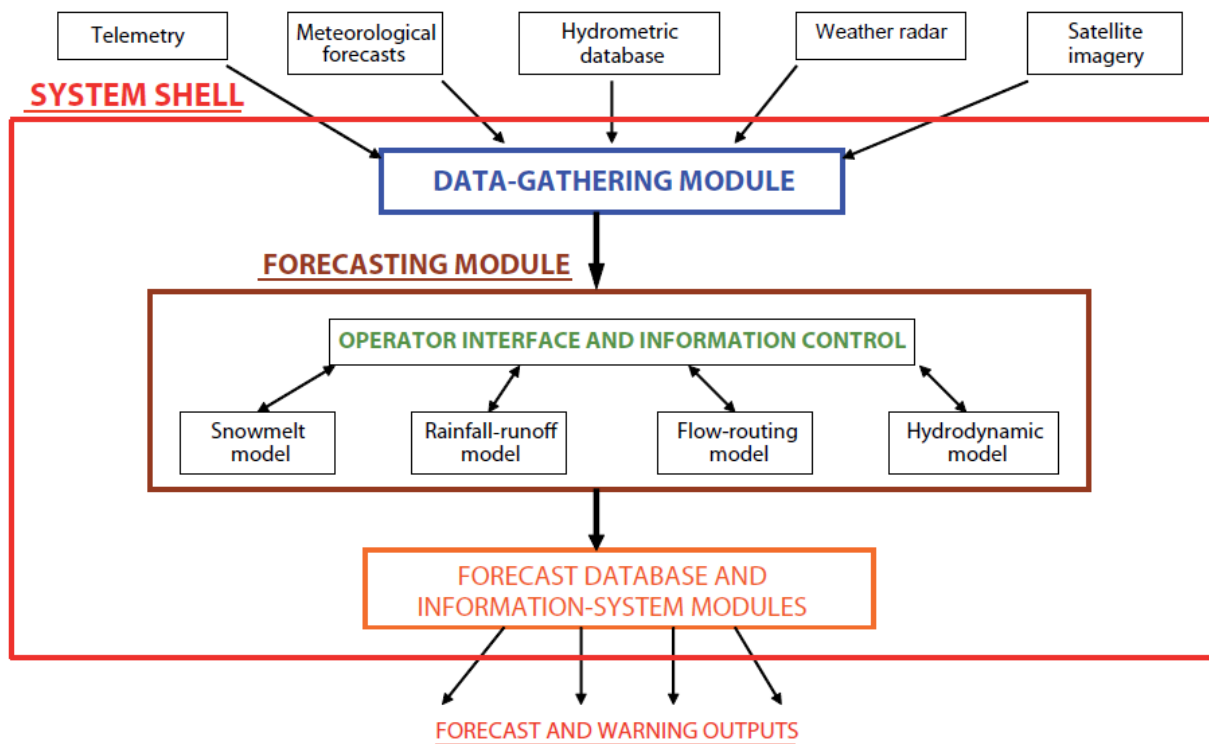 Telemetry
Meteorological
forecasts
Hydrometric
database
Weather radar
Satellite
imagery
SYSTEM SHELL
DATA-GATHERING MODULE
FORECASTING MODULE
OPERATOR INTERFACE AND INFORMATION CONTROL
Snowmelt
model
Rainfall-runoff
model
Flow-routing
model
Hydrodynamic
model
FORECAST DATABASE AND
INFORMATION-SYSTEM MODULES
FORECAST AND WARNING OUTPUTS